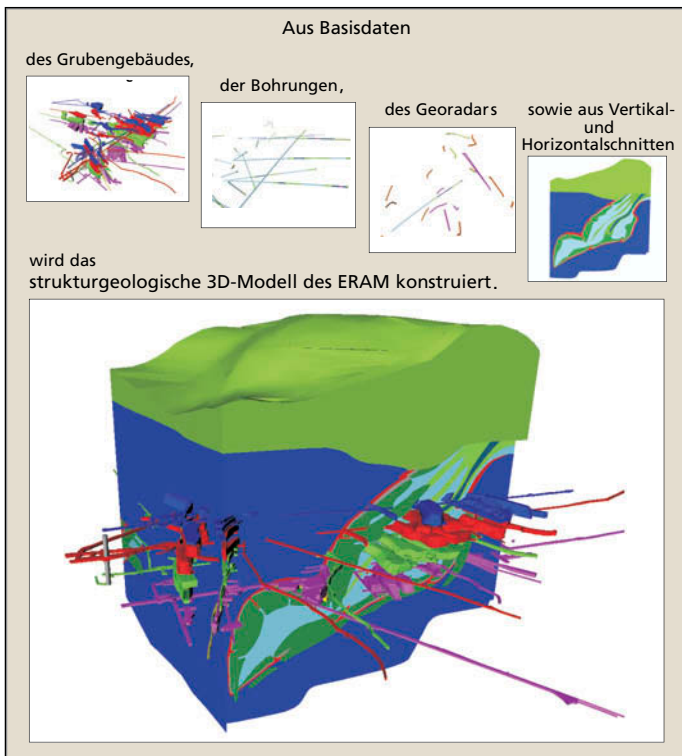 Aus Basisdaten
des Grubengebäudes,
der Bohrungen,
des Georadars
sowie aus Vertikal-
und
Horizontalschnitten
wird das
strukturgeologische 3D-Modell des ERAM konstruiert.